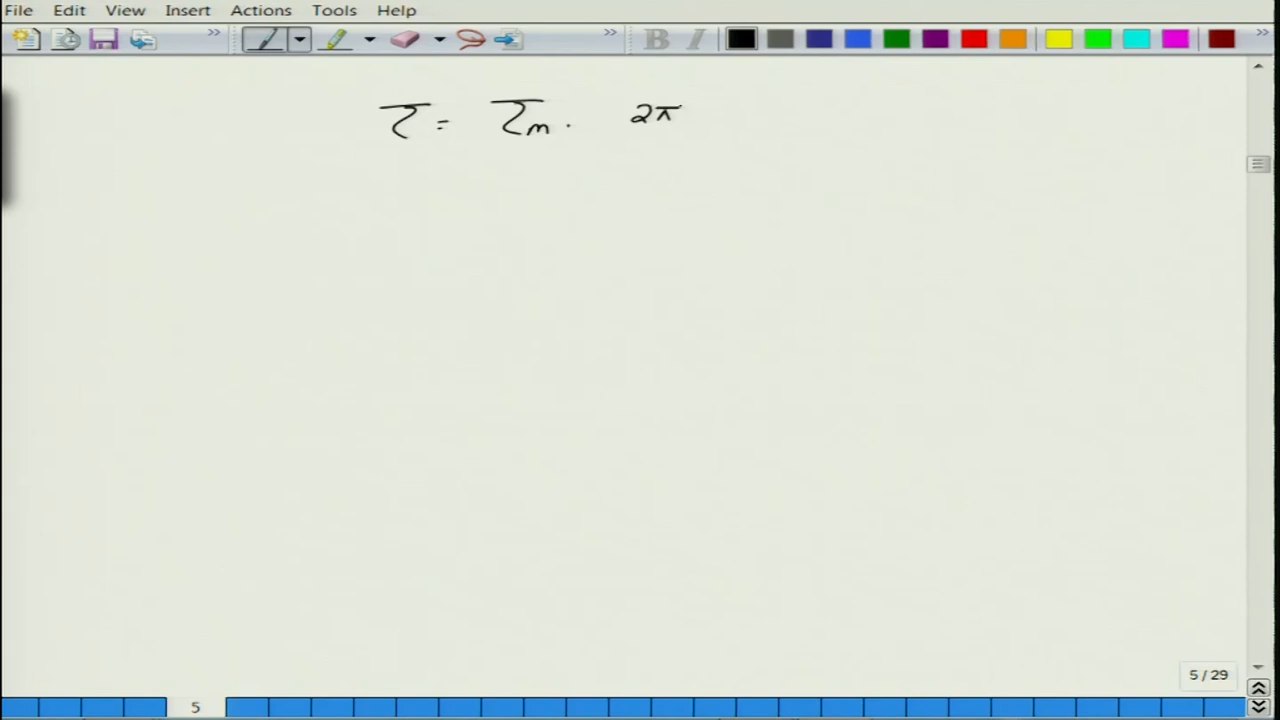 File Edit View Insert Actions Tools Help
B I
τ = τm . 2π
5 / 29
5